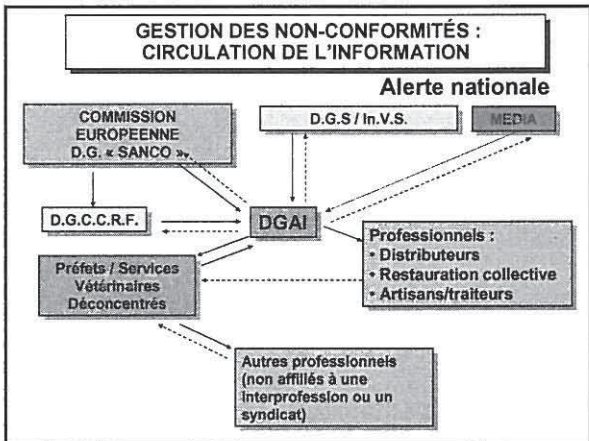 GESTION DES NON-CONFORMITÉS :
CIRCULATION DE L'INFORMATION
Alerte nationale
COMMISSION
EUROPEENNE
D.G. « SANCO »
D.G.S / In.V.S.
MEDIA
D.G.C.C.R.F.
DGAI
Professionnels :
• Distributeurs
• Restauration collective
• Artisans/traiteurs
Préfets / Services
Vétérinaires
Déconcentrés
Autres professionnels
(non affiliés à une
interprofession ou un
syndicat)